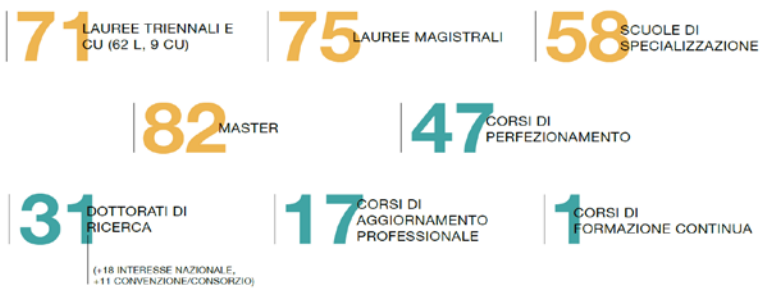 71 LAUREE TRIENNALI E
CU (62 L, 9 CU)
75 LAUREE MAGISTRALI
58 SCUOLE DI
SPECIALIZZAZIONE
82 MASTER
47 CORSI DI
PERFEZIONAMENTO
31 DOTTORATI DI
RICERCA
(+18 INTERESSE NAZIONALE,
+11 CONVENZIONE/CONSORZIO)
17 CORSI DI
AGGIORNAMENTO
PROFESSIONALE
1 CORSI DI
FORMAZIONE CONTINUA